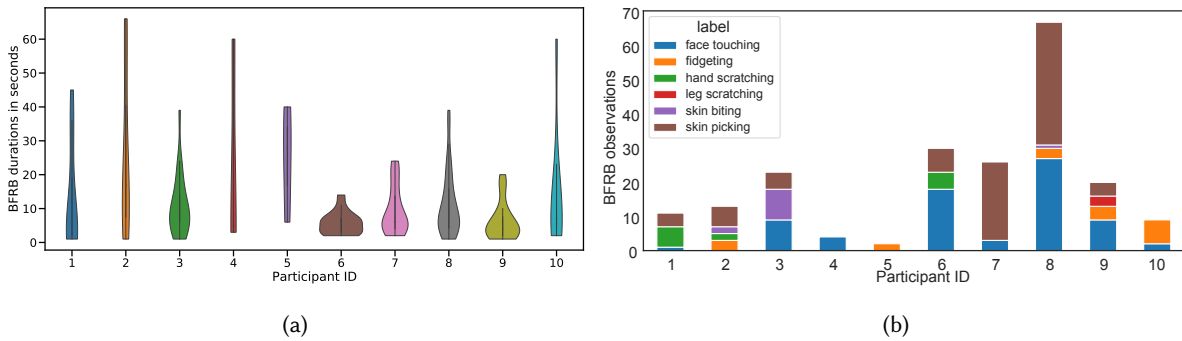 BFRB durations in seconds
60
50
40
30
20
10
0
1 2 3 4 5 6 7 8 9 10
Participant ID
(a)
BFRB observations
70
60
50
40
30
20
10
0
label
face touching
fidgeting
hand scratching
leg scratching
skin biting
skin picking
1 2 3 4 5 6 7 8 9 10
Participant ID
(b)